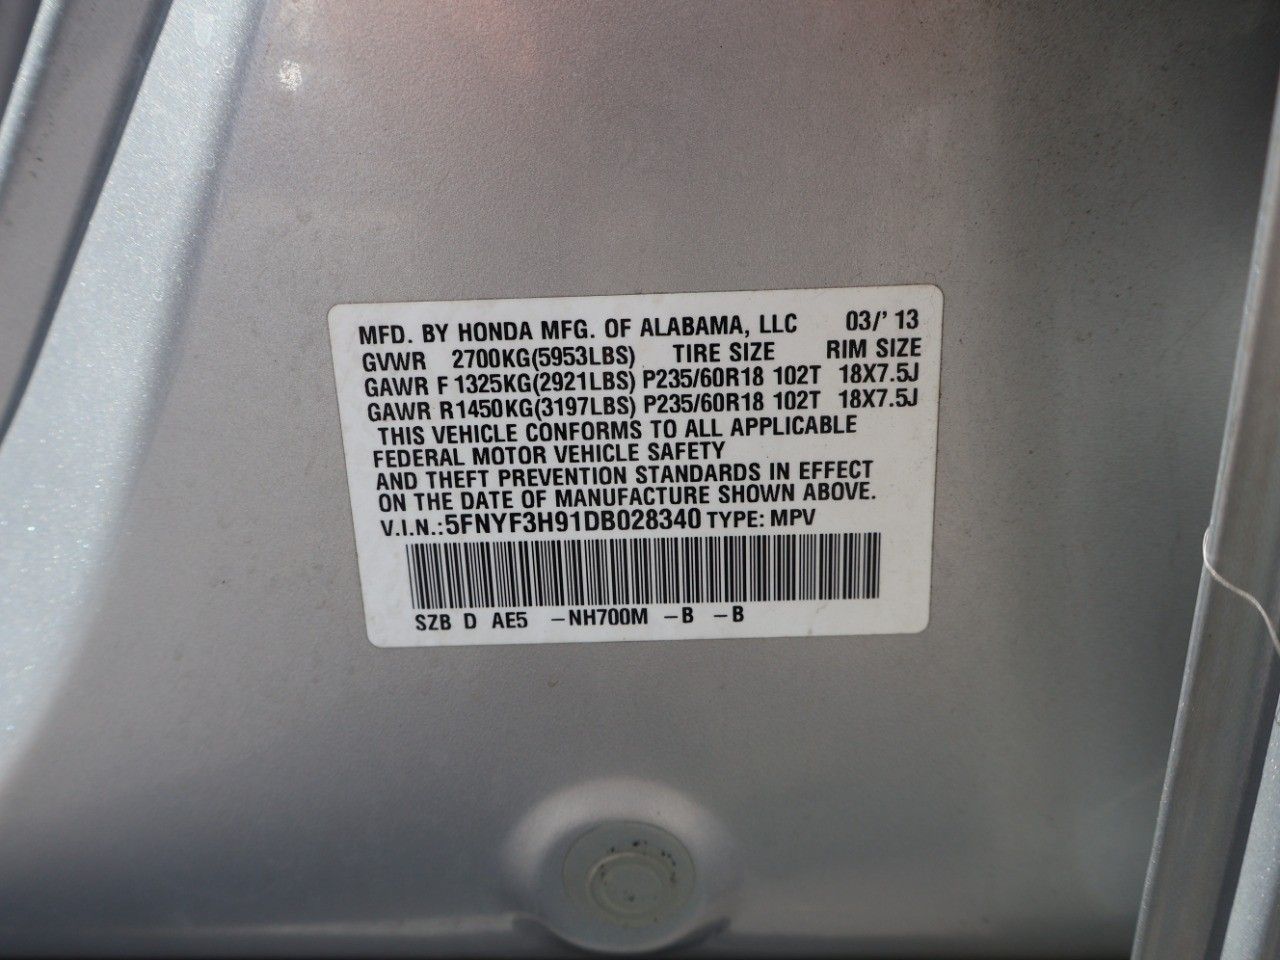 MFD. BY HONDA MFG. OF ALABAMA, LLC 03/' 13
GVWR 2700KG(5953LBS) TIRE SIZE RIM SIZE
GAWR F 1325KG(2921LBS) P235/60R18 102T 18X7.5J
GAWR R1450KG(3197LBS) P235/60R18 102T 18X7.5J
THIS VEHICLE CONFORMS TO ALL APPLICABLE
FEDERAL MOTOR VEHICLE SAFETY
AND THEFT PREVENTION STANDARDS IN EFFECT
ON THE DATE OF MANUFACTURE SHOWN ABOVE.
V.I.N.:5FNYF3H91DB028340 TYPE: MPV
SZB D AE5 -NH700M -B -B